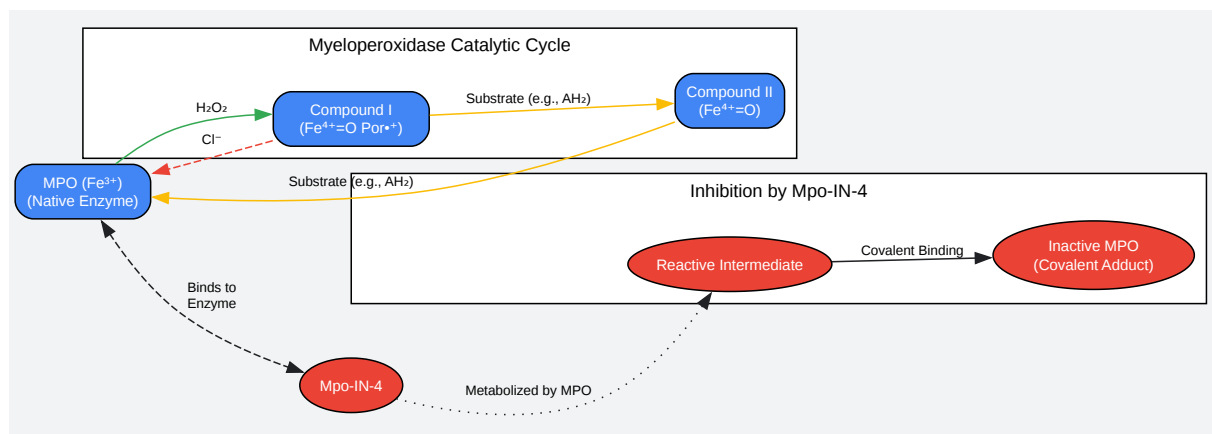 Myeloperoxidase Catalytic Cycle
Compound II
(Fe⁴⁺=O)
Substrate (e.g., AH₂)
H₂O₂
Compound I
(Fe⁴⁺=O Por•⁺)
Cl⁻
MPO (Fe³⁺)
(Native Enzyme)
Substrate (e.g., AH₂)
Inhibition by Mpo-IN-4
Reactive Intermediate
Covalent Binding
Inactive MPO
(Covalent Adduct)
Binds to
Enzyme
Mpo-IN-4
Metabolized by MPO